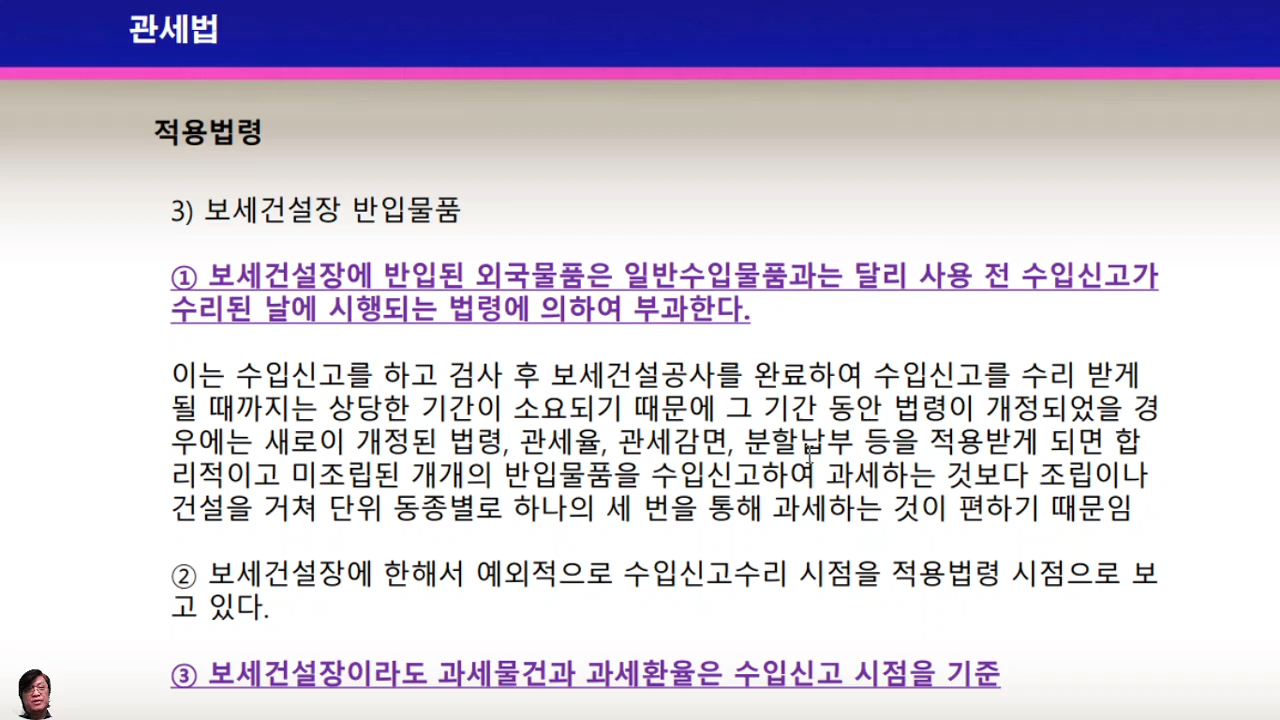 관세법
적용법령
3) 보세건설장 반입물품
① 보세건설장에 반입된 외국물품은 일반수입물품과는 달리 사용 전 수입신고가
수리된 날에 시행되는 법령에 의하여 부과한다.
이는 수입신고를 하고 검사 후 보세건설공사를 완료하여 수입신고를 수리 받게
될 때까지는 상당한 기간이 소요되기 때문에 그 기간 동안 법령이 개정되었을 경
우에는 새로이 개정된 법령, 관세율, 관세감면, 분할납부 등을 적용받게 되면 합
리적이고 미조립된 개개의 반입물품을 수입신고하여 과세하는 것보다 조립이나
건설을 거쳐 단위 동종별로 하나의 세 번을 통해 과세하는 것이 편하기 때문임
② 보세건설장에 한해서 예외적으로 수입신고수리 시점을 적용법령 시점으로 보
고 있다.
③ 보세건설장이라도 과세물건과 과세환율은 수입신고 시점을 기준